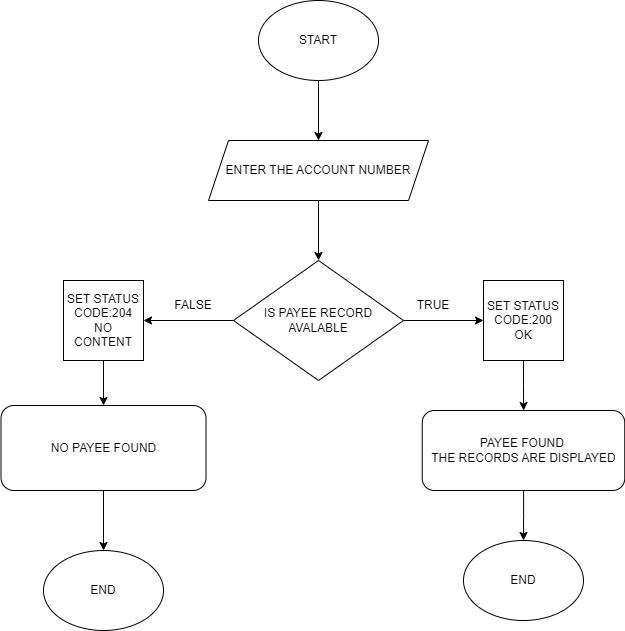 START
ENTER THE ACCOUNT NUMBER
IS PAYEE RECORD
AVALABLE
FALSE
TRUE
SET STATUS
CODE:204
NO
CONTENT
SET STATUS
CODE:200
OK
NO PAYEE FOUND
PAYEE FOUND
THE RECORDS ARE DISPLAYED
END
END